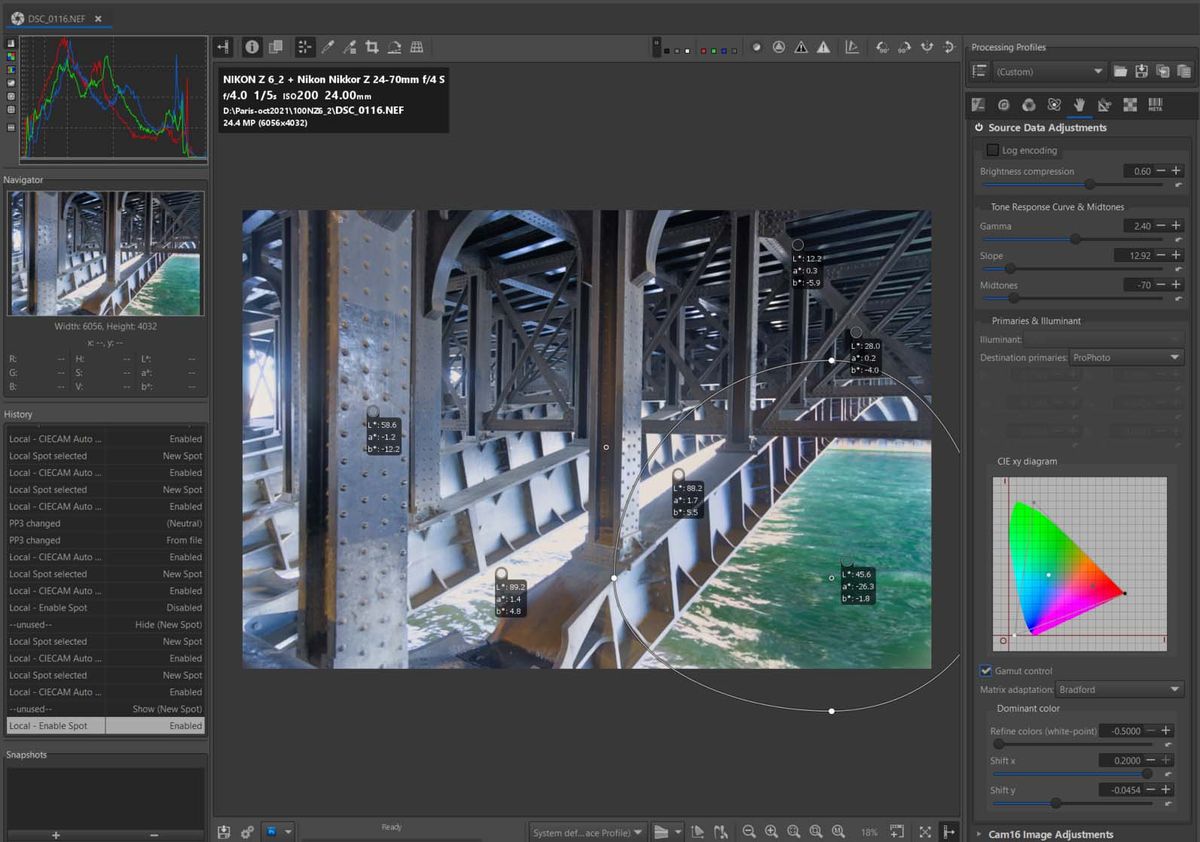 DSC_0116.NEF ×
NIKON Z 6_2 + Nikon Nikkor Z 24-70mm f/4 S
f/4.0 1/5s ISO200 24.00mm
D:\Paris-oct2021\100NZ6_2\DSC_0116.NEF
24.4 MP (6056x4032)
Navigator
Width: 6056, Height: 4032
x: --, y: --
R: -- H: -- L*: --
G: -- S: -- a*: --
B: -- V: -- b*: --
History
Local - CIECAM Auto ... Enabled
Local Spot selected New Spot
Local - CIECAM Auto ... Enabled
Local Spot selected New Spot
Local - CIECAM Auto ... Enabled
PP3 changed (Neutral)
PP3 changed From file
Local - CIECAM Auto ... Enabled
Local Spot selected New Spot
Local - CIECAM Auto ... Enabled
Local - Enable Spot Disabled
--unused-- Hide (New Spot)
Local Spot selected New Spot
Local - CIECAM Auto ... Enabled
Local Spot selected New Spot
Local - CIECAM Auto ... Enabled
--unused-- Show (New Spot)
Local - Enable Spot Enabled
Snapshots
L*: 12.2
a*: 0.3
b*: -5.9
L*: 28.0
a*: 0.2
b*: -4.0
L*: 58.6
a*: -1.2
b*: -12.2
L*: 88.2
a*: 1.7
b*: 5.5
L*: 89.2
a*: 1.4
b*: 4.8
L*: 45.6
a*: -26.3
b*: -1.8
Ready
System def...ace Profile)
18%
Processing Profiles
(Custom)
META
Source Data Adjustments
Log encoding
Brightness compression 0.60
Tone Response Curve & Midtones
Gamma 2.40
Slope 12.92
Midtones -70
Primaries & Illuminant
Illuminant:
Destination primaries: ProPhoto
CIE xy diagram
Gamut control
Matrix adaptation: Bradford
Dominant color
Refine colors (white-point) -0.5000
Shift x 0.2000
Shift y -0.0454
Cam16 Image Adjustments